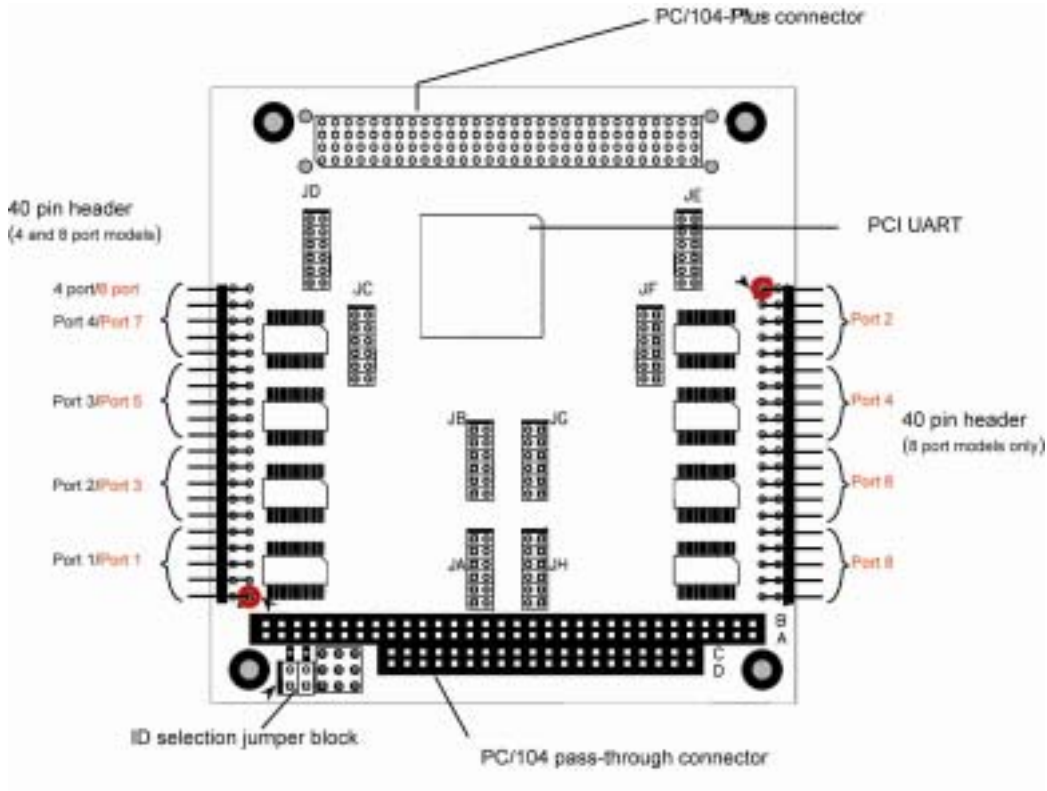 PC/104-Plus connector
JD
JE
40 pin header
(4 and 8 port models)
PCI UART
4 port/8 port
JC
JF
Port 4/Port 7
Port 2
Port 3/Port 5
Port 4
JB
JC
40 pin header
(8 port models only)
Port 2/Port 3
Port 6
Port 1/Port 1
JA
JH
Port 8
B
A
C
D
ID selection jumper block
PC/104 pass-through connector